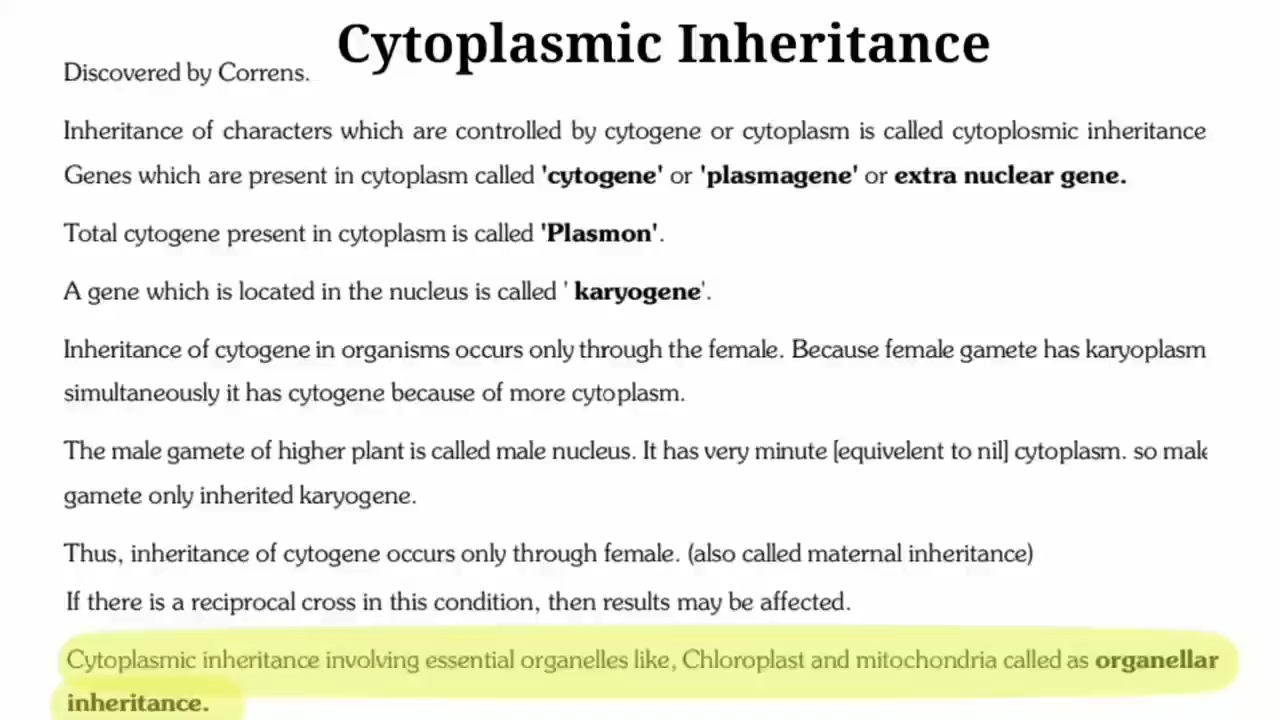 Cytoplasmic Inheritance
Discovered by Correns.
Inheritance of characters which are controlled by cytogene or cytoplasm is called cytoplosmic inheritance
Genes which are present in cytoplasm called 'cytogene' or 'plasmagene' or extra nuclear gene.
Total cytogene present in cytoplasm is called 'Plasmon'.
A gene which is located in the nucleus is called ' karyogene'.
Inheritance of cytogene in organisms occurs only through the female. Because female gamete has karyoplasm
simultaneously it has cytogene because of more cytoplasm.
The male gamete of higher plant is called male nucleus. It has very minute [equivelent to nil] cytoplasm. so male
gamete only inherited karyogene.
Thus, inheritance of cytogene occurs only through female. (also called maternal inheritance)
If there is a reciprocal cross in this condition, then results may be affected.
Cytoplasmic inheritance involving essential organelles like, Chloroplast and mitochondria called as organellar
inheritance.